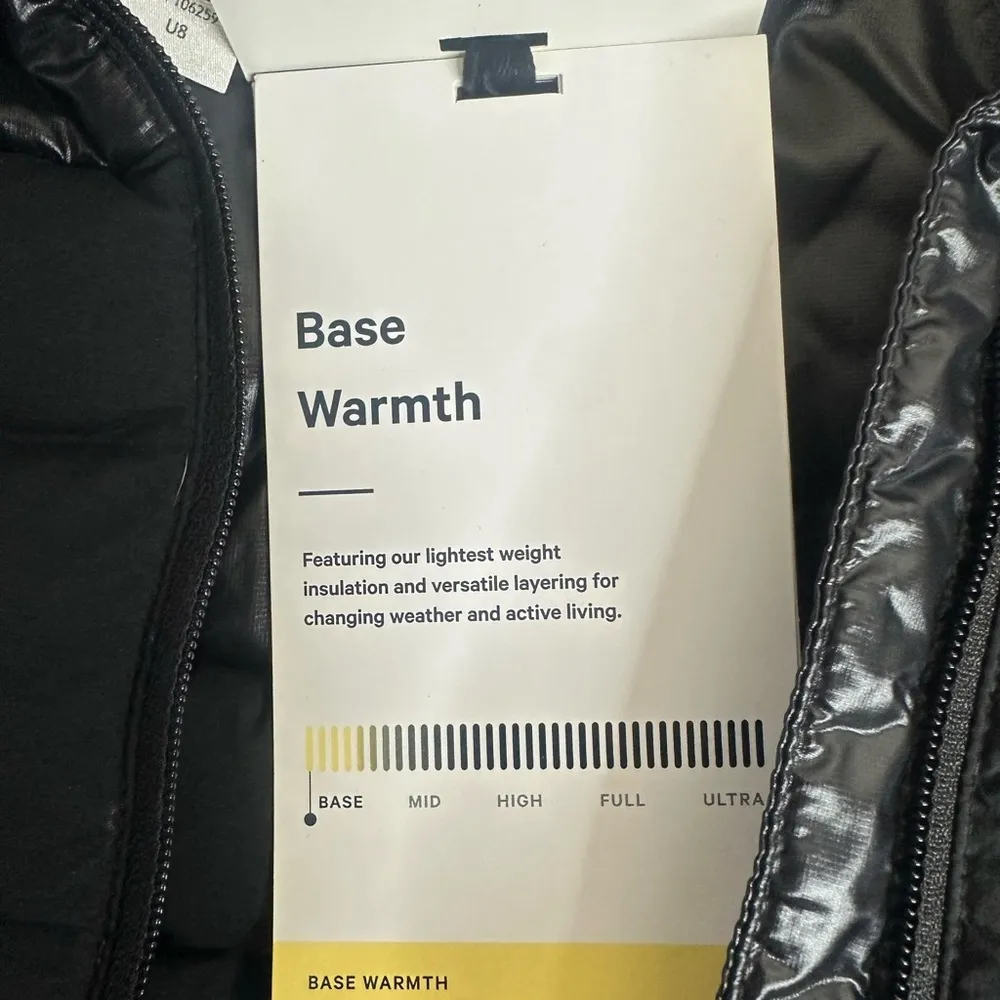 106259
U8
Base
Warmth
Featuring our lightest weight
insulation and versatile layering for
changing weather and active living.
BASE MID HIGH FULL ULTRA
BASE WARMTH